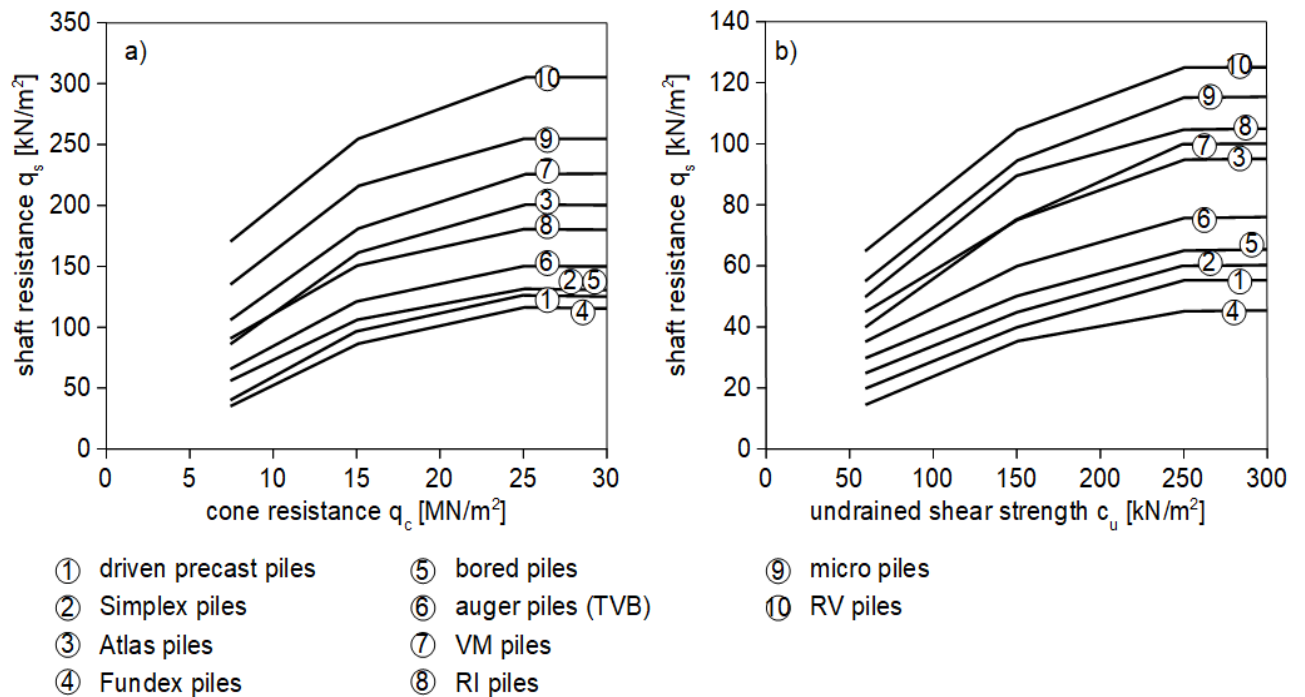 a)
shaft resistance qs [kN/m²]
350
300
250
200
150
100
50
0
10
9
7
3
8
6
2 5
1
4
0 5 10 15 20 25 30
cone resistance qc [MN/m²]
b)
shaft resistance qs [kN/m²]
140
120
100
80
60
40
20
0
10
9
8
7
3
6
5
2
1
4
0 50 100 150 200 250 300
undrained shear strength cu [kN/m²]
① driven precast piles
② Simplex piles
③ Atlas piles
④ Fundex piles
⑤ bored piles
⑥ auger piles (TVB)
⑦ VM piles
⑧ RI piles
⑨ micro piles
⑩ RV piles